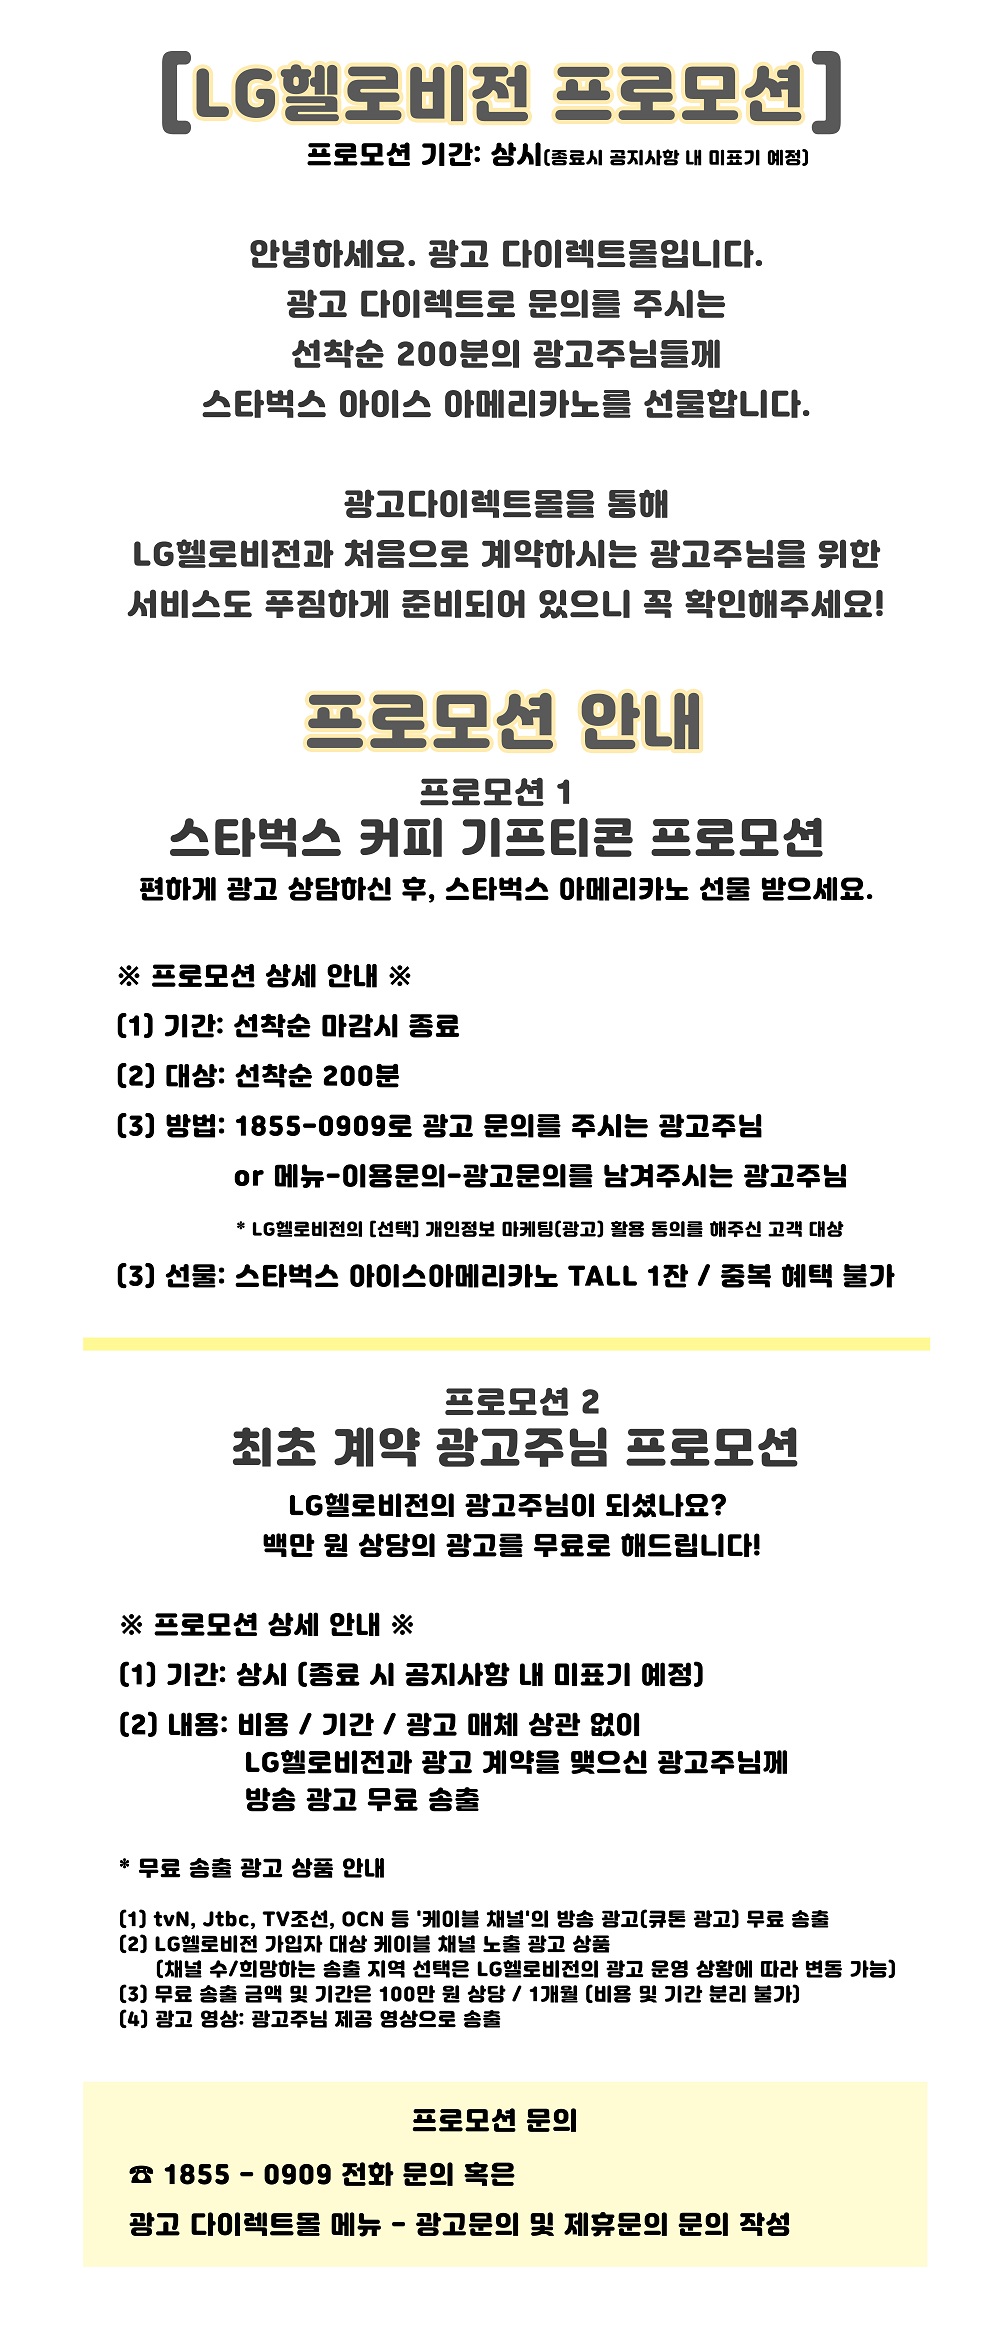 [LG헬로비전 프로모션]
프로모션 기간: 상시(종료시 공지사항 내 미표기 예정)
안녕하세요. 광고 다이렉트몰입니다.
광고 다이렉트로 문의를 주시는
선착순 200분의 광고주님들께
스타벅스 아이스 아메리카노를 선물합니다.
광고다이렉트몰을 통해
LG헬로비전과 처음으로 계약하시는 광고주님을 위한
서비스도 푸짐하게 준비되어 있으니 꼭 확인해주세요!
프로모션 안내
프로모션 1
스타벅스 커피 기프티콘 프로모션
편하게 광고 상담하신 후, 스타벅스 아메리카노 선물 받으세요.
※ 프로모션 상세 안내 ※
(1) 기간: 선착순 마감시 종료
(2) 대상: 선착순 200분
(3) 방법: 1855-0909로 광고 문의를 주시는 광고주님
or 메뉴-이용문의-광고문의를 남겨주시는 광고주님
* LG헬로비전의 [선택] 개인정보 마케팅(광고) 활용 동의를 해주신 고객 대상
(3) 선물: 스타벅스 아이스아메리카노 TALL 1잔 / 중복 혜택 불가
프로모션 2
최초 계약 광고주님 프로모션
LG헬로비전의 광고주님이 되셨나요?
백만 원 상당의 광고를 무료로 해드립니다!
※ 프로모션 상세 안내 ※
(1) 기간: 상시 (종료 시 공지사항 내 미표기 예정)
(2) 내용: 비용 / 기간 / 광고 매체 상관 없이
LG헬로비전과 광고 계약을 맺으신 광고주님께
방송 광고 무료 송출
* 무료 송출 광고 상품 안내
(1) tvN, Jtbc, TV조선, OCN 등 '케이블 채널'의 방송 광고(큐톤 광고) 무료 송출
(2) LG헬로비전 가입자 대상 케이블 채널 노출 광고 상품
(채널 수/희망하는 송출 지역 선택은 LG헬로비전의 광고 운영 상황에 따라 변동 가능)
(3) 무료 송출 금액 및 기간은 100만 원 상당 / 1개월 (비용 및 기간 분리 불가)
(4) 광고 영상: 광고주님 제공 영상으로 송출
프로모션 문의
☎ 1855 - 0909 전화 문의 혹은
광고 다이렉트몰 메뉴 - 광고문의 및 제휴문의 문의 작성